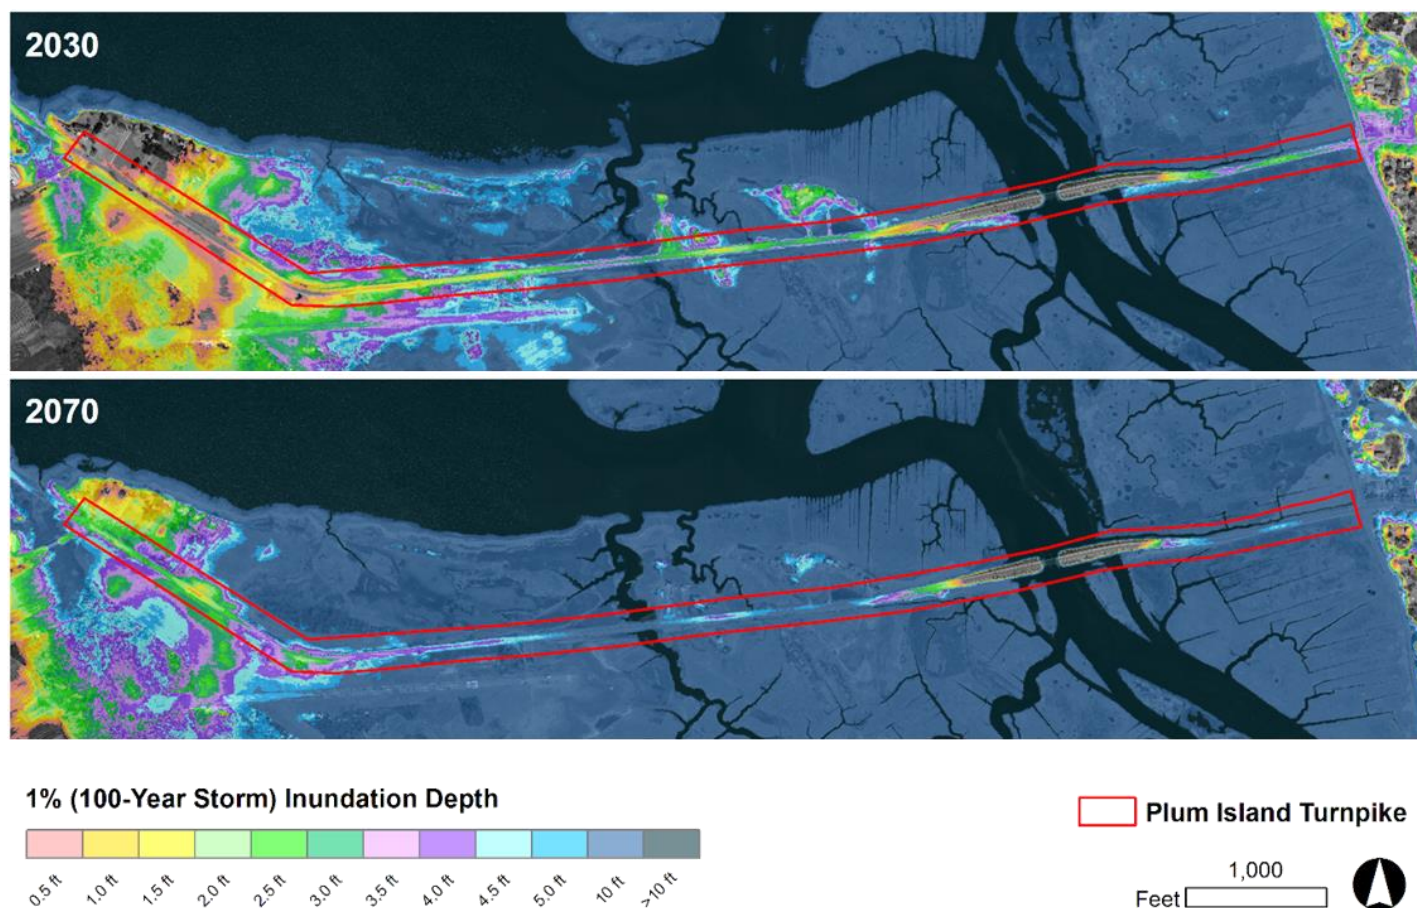 2030
2070
1% (100-Year Storm) Inundation Depth
Plum Island Turnpike
0.5 ft
1.0 ft
1.5 ft
2.0 ft
2.5 ft
3.0 ft
3.5 ft
4.0 ft
4.5 ft
5.0 ft
10 ft
>10 ft
1,000
Feet